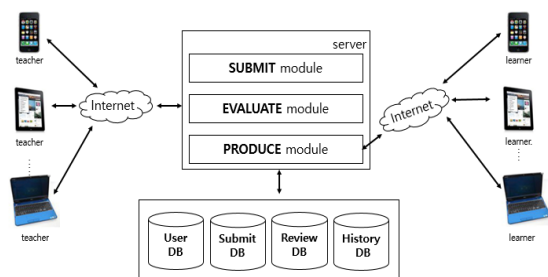 server
SUBMIT module
EVALUATE module
PRODUCE module
teacher
teacher
teacher
Internet
Internet
learner
learner.
learner
User
DB
Submit
DB
Review
DB
History
DB